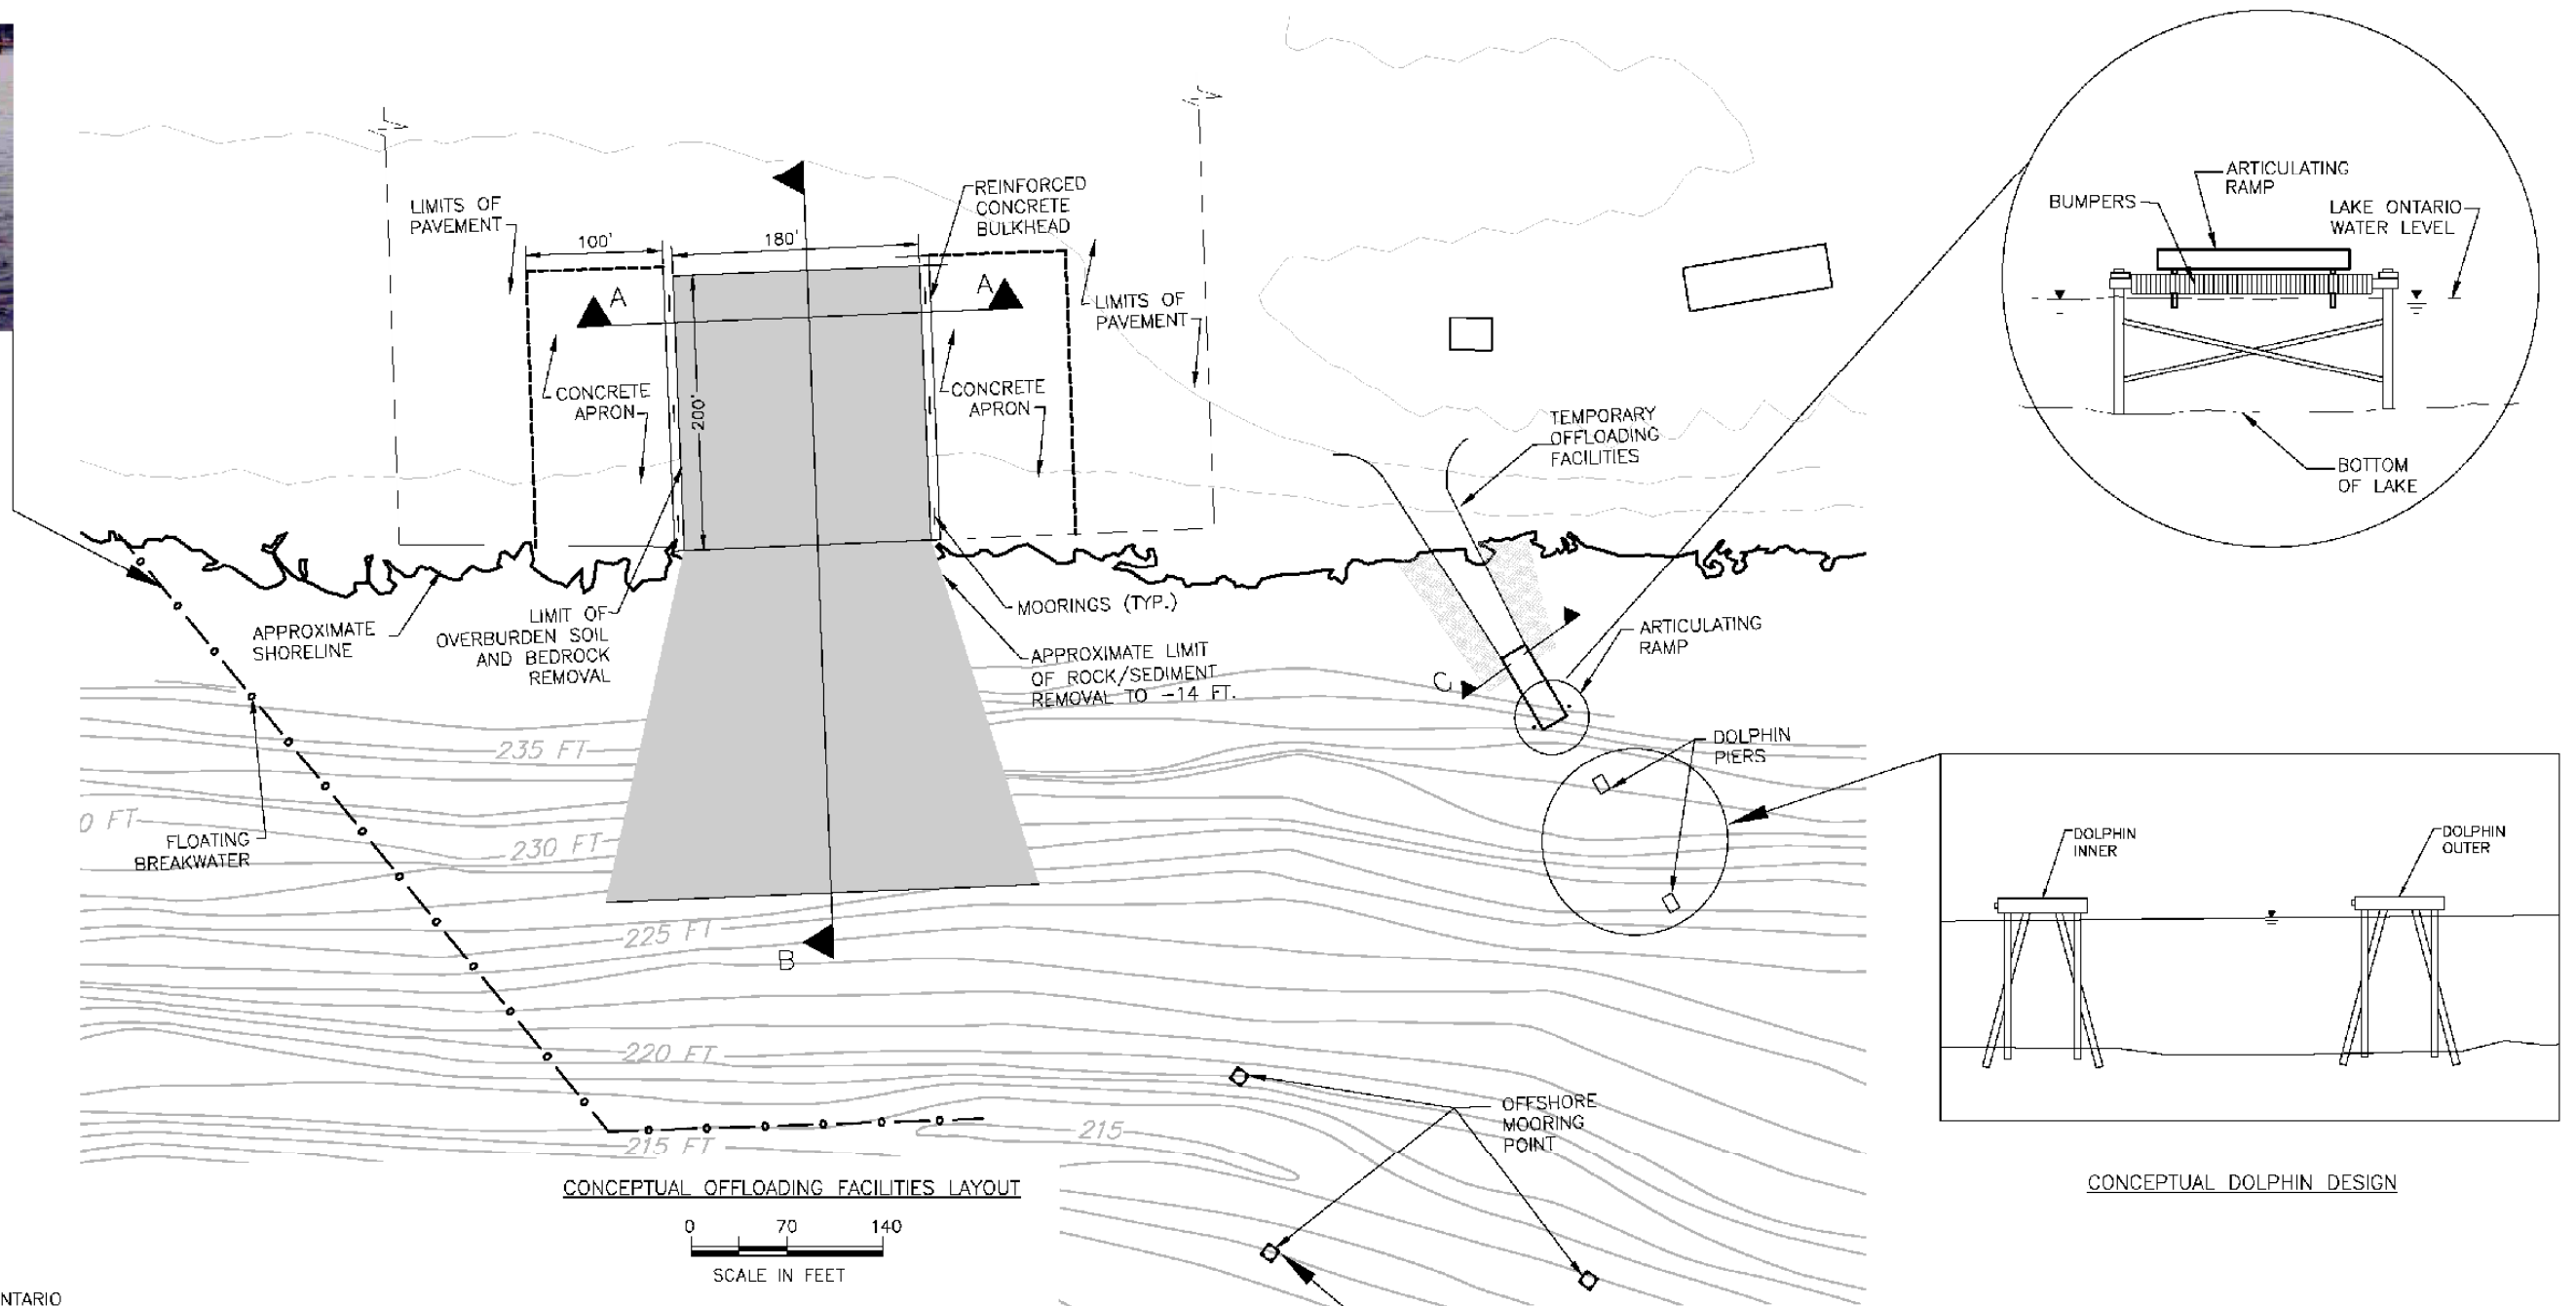 LIMITS OF
PAVEMENT
100'
180'
REINFORCED
CONCRETE
BULKHEAD
A
A
LIMITS OF
PAVEMENT
CONCRETE
APRON
200'
CONCRETE
APRON
TEMPORARY
OFFLOADING
FACILITIES
ARTICULATING
RAMP
BUMPERS
LAKE ONTARIO
WATER LEVEL
BOTTOM
OF LAKE
APPROXIMATE
SHORELINE
LIMIT OF
OVERBURDEN SOIL
AND BEDROCK
REMOVAL
MOORINGS (TYP.)
APPROXIMATE LIMIT
OF ROCK/SEDIMENT
REMOVAL TO -14 FT.
C
ARTICULATING
RAMP
DOLPHIN
PIERS
235 FT
0 FT
230 FT
FLOATING
BREAKWATER
225 FT
B
220 FT
215 FT
215
OFFSHORE
MOORING
POINT
DOLPHIN
INNER
DOLPHIN
OUTER
CONCEPTUAL DOLPHIN DESIGN
CONCEPTUAL OFFLOADING FACILITIES LAYOUT
0 70 140
SCALE IN FEET
NTARIO